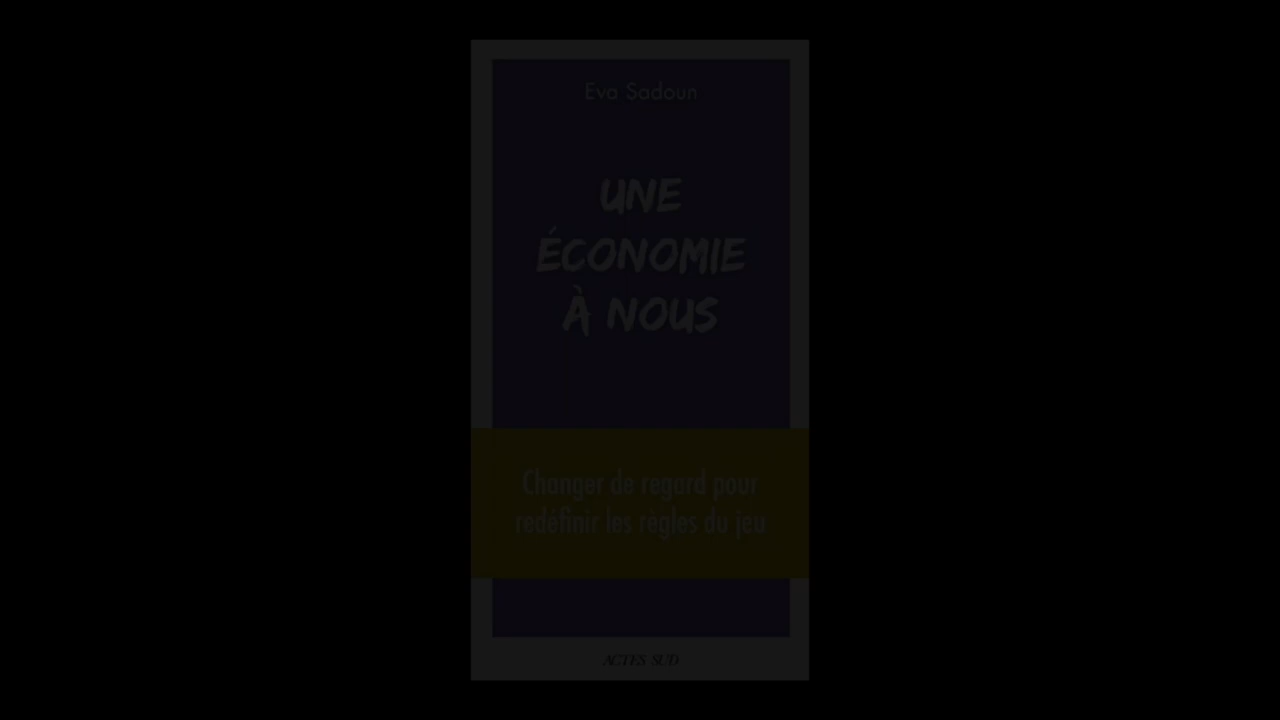 Eva Sadoun
UNE
ÉCONOMIE
À NOUS
Changer de regard pour
redéfinir les règles du jeu
ACTES SUD